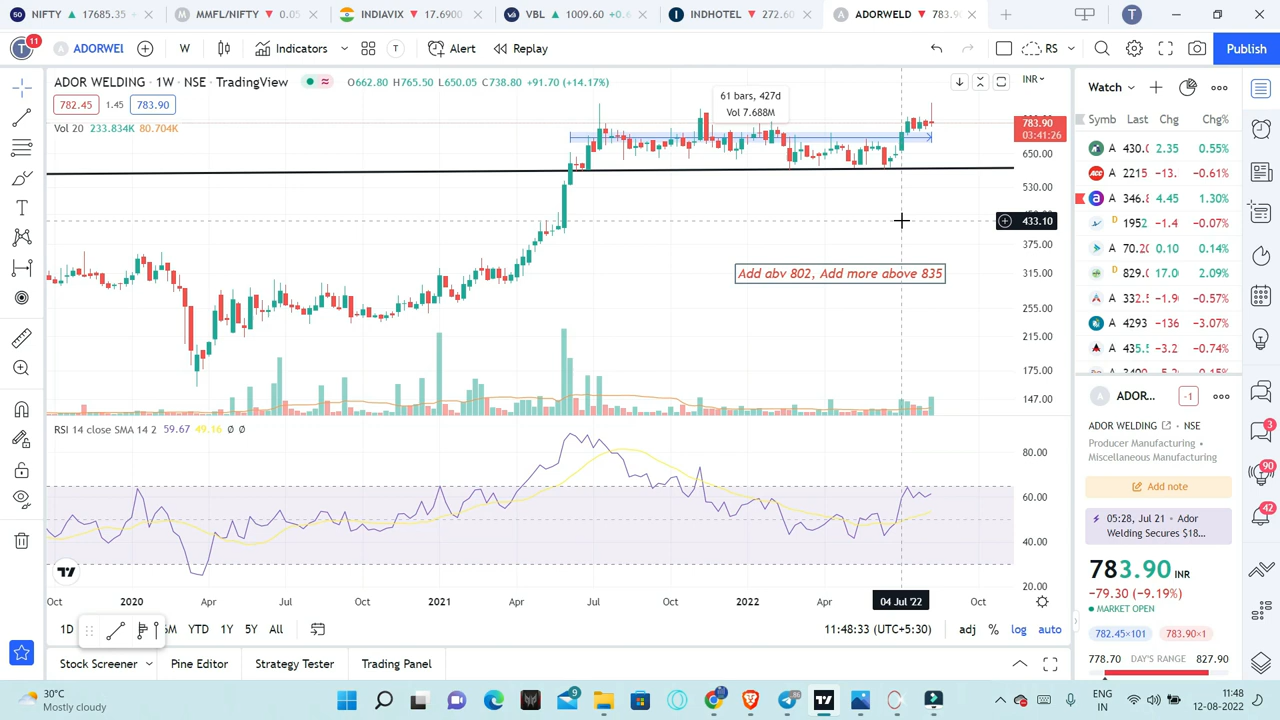 NIFTY ▼ 17685.35
MMFL/NIFTY ▼ 0.05
INDIAVIX ▼ 17.6900
VBL ▲ 1009.60 +0.
INDHOTEL ▼ 272.60
ADORWELD ▼ 783.9
T
11
ADORWEL
W
Indicators
T
Alert
Replay
RS
Publish
ADOR WELDING · 1W · NSE · TradingView
O662.80 H765.50 L650.05 C738.80 +91.70 (+14.17%)
INR
782.45 1.45 783.90
Vol 20 233.834K 80.704K
61 bars, 427d
Vol 7.688M
783.90
03:41:26
650.00
530.00
433.10
375.00
315.00
255.00
215.00
175.00
147.00
Add abv 802, Add more above 835
RSI 14 close SMA 14 2 59.67 49.16 Ø Ø
80.00
60.00
40.00
20.00
Oct 2020 Apr Jul Oct 2021 Apr Jul Oct 2022 Apr 04 Jul '22 Oct
1D 6M YTD 1Y 5Y All
11:48:33 (UTC+5:30) adj % log auto
Stock Screener Pine Editor Strategy Tester Trading Panel
Watch
Symb Last Chg Chg%
A 430. 2.35 0.55%
A 2215 −13. −0.61%
A 346.8 4.45 1.30%
A 1952 −1.4 −0.07%
A 70.20 0.10 0.14%
A 829.0 17.00 2.09%
A 332.5 −1.90 −0.57%
A 4293 −136 −3.07%
A 435.5 −3.2 −0.74%
ADOR... -1
ADOR WELDING · NSE
Producer Manufacturing •
Miscellaneous Manufacturing
Add note
05:28, Jul 21 • Ador
Welding Secures $18...
783.90 INR
−79.30 (−9.19%)
MARKET OPEN
782.45×101 783.90×1
778.70 DAY'S RANGE 827.90
3
90
42
30°C
Mostly cloudy
9
ENG
IN
11:48
12-08-2022